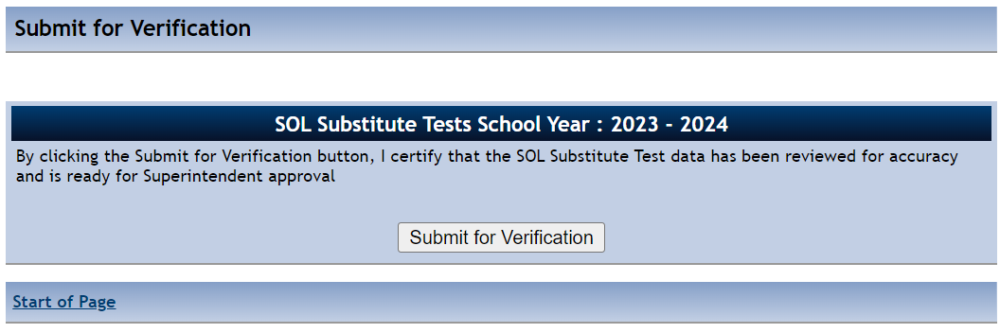 Submit for Verification
SOL Substitute Tests School Year : 2023 - 2024
By clicking the Submit for Verification button, I certify that the SOL Substitute Test data has been reviewed for accuracy
and is ready for Superintendent approval
Submit for Verification
Start of Page